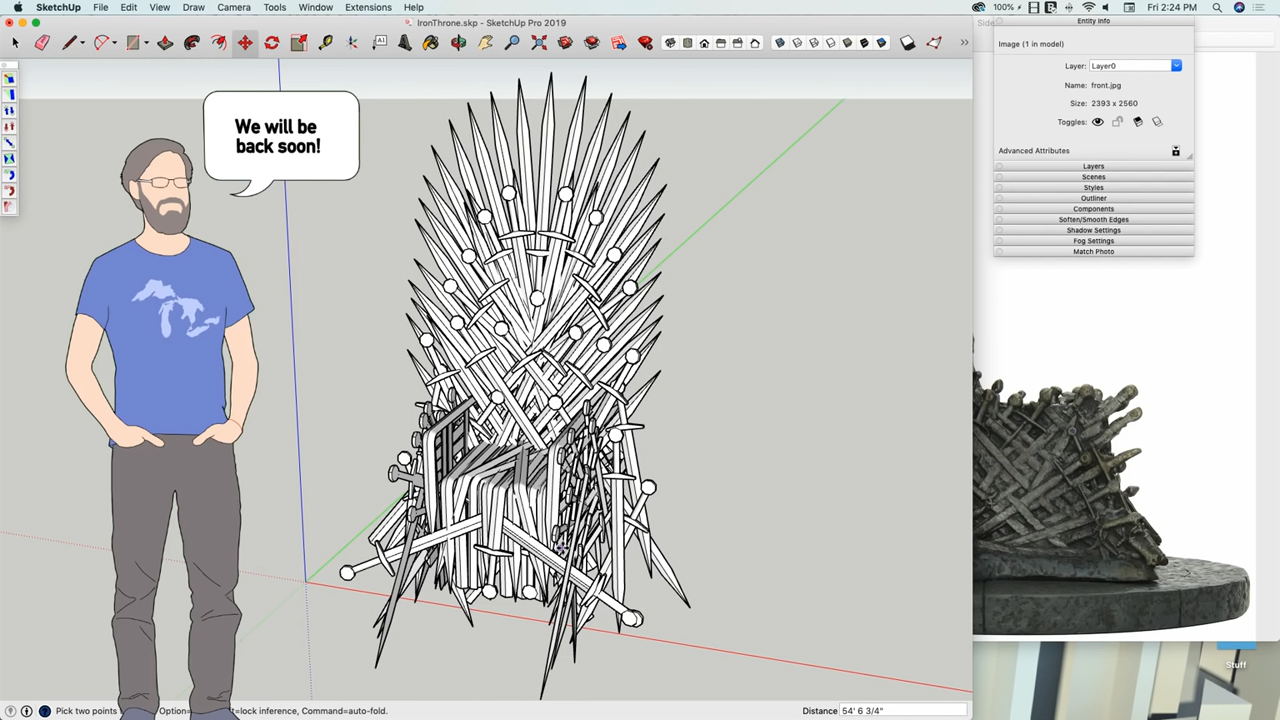 SketchUp File Edit View Draw Camera Tools Window Extensions Help
100% Fri 2:24 PM
IronThrone.skp - SketchUp Pro 2019
Side
Entity Info
Image (1 in model)
Layer: Layer0
Name: front.jpg
Size: 2393 x 2560
Toggles:
Advanced Attributes
Layers
Scenes
Styles
Outliner
Components
Soften/Smooth Edges
Shadow Settings
Fog Settings
Match Photo
We will be
back soon!
Stuff
Pick two points Option= t=lock inference, Command=auto-fold.
Distance 54' 6 3/4"